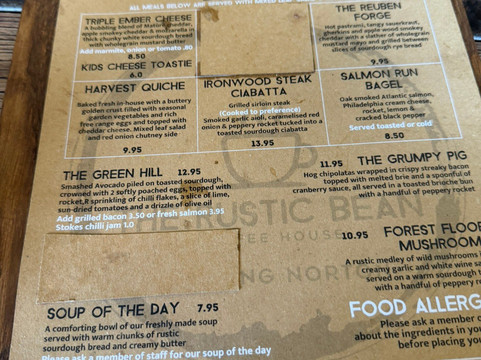 ALL MEALS BELOW ARE SERVED WITH MIXED
TRIPLE EMBER CHEESE
A bubbling blend of Mature cheddar,
apple smokey cheddar & mozzarella in
thick chunky white sourdough bread
with wholegrain mustard butter
Add marmite, onion or tomato .80
8.50
KIDS CHEESE TOASTIE
6.0
THE REUBEN
FORGE
Hot pastrami, tangy sauerkraut,
gherkins and apple wood smokey
cheddar with a slather of wholegrain
mustard mayo and grilled between
slices of sourdough rye bread
9.95
HARVEST QUICHE
Baked fresh in-house with a buttery
golden crust filled with seasonal
garden vegetables and rich
free range eggs and topped with
cheddar cheese. Mixed leaf salad
and red onion chutney side
9.95
IRONWOOD STEAK
CIABATTA
Grilled sirloin steak
(Cooked to preference)
Smoked garlic aioli, caramelised red
onion & peppery rocket tucked into a
toasted sourdough ciabatta
13.95
SALMON RUN
BAGEL
Oak smoked Atlantic salmon,
Philadelphia cream cheese,
rocket, lemon &
cracked black pepper
Served toasted or cold
8.50
THE GREEN HILL 12.95
Smashed Avocado piled on toasted sourdough,
crowned with 2 softly poached eggs, topped with
rocket,R sprinkling of chilli flakes, a slice of lime,
sun-dried tomatoes and a drizzle of olive oil
Add grilled bacon 3.50 or fresh salmon 3.95
Stokes chilli jam 1.0
11.95 THE GRUMPY PIG
Hog chipolatas wrapped in crispy streaky bacon
topped with melted brie and a spoonful of
cranberry sauce, all served in a toasted brioche bun
with a handful of peppery rocket
THE RUSTIC BEAN
COFFEE HOUSE
10.95 FOREST FLOOR
MUSHROOM
A rustic medley of wild mushrooms
creamy garlic and white wine sa
served on a warm sourdough
with a handful of peppery r
SOUP OF THE DAY 7.95
A comforting bowl of our freshly made soup
served with warm chunks of rustic
sourdough bread and creamy butter
Please ask a member of staff for our soup of the day
FOOD ALLERG
Please ask a member o
about the ingredients in you
before placing you